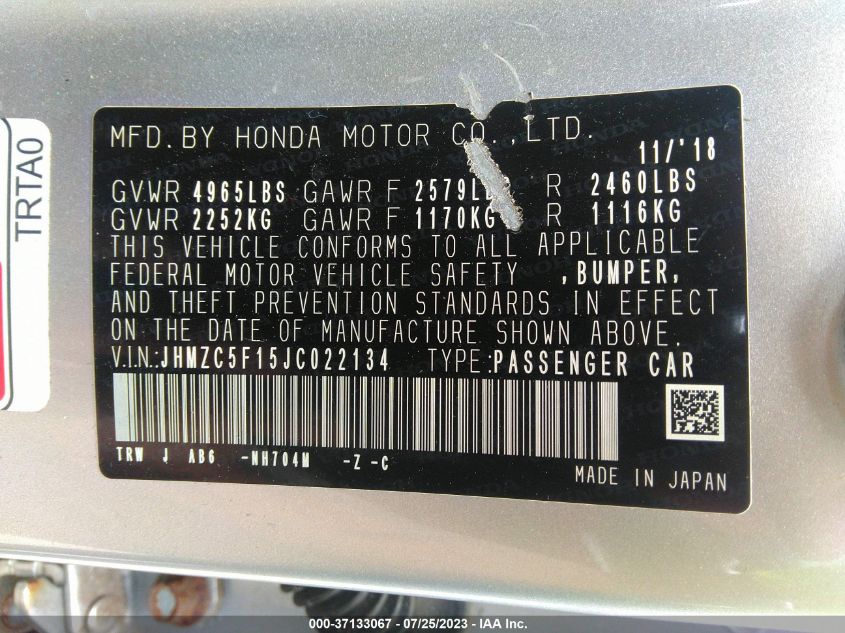 MFD. BY HONDA MOTOR CO., LTD.
11/'18
GVWR 4965LBS GAWR F 2579LBS R 2460LBS
GVWR 2252KG GAWR F 1170KG R 1116KG
THIS VEHICLE CONFORMS TO ALL APPLICABLE
FEDERAL MOTOR VEHICLE SAFETY ,BUMPER,
AND THEFT PREVENTION STANDARDS IN EFFECT
ON THE DATE OF MANUFACTURE SHOWN ABOVE.
V.I.N.:JHMZC5F15JC022134 TYPE:PASSENGER CAR
TRW J AB6 -NH704M -Z -C
MADE IN JAPAN
TRTA0
000-37133067 / 07/25/2023 / IAA Inc.